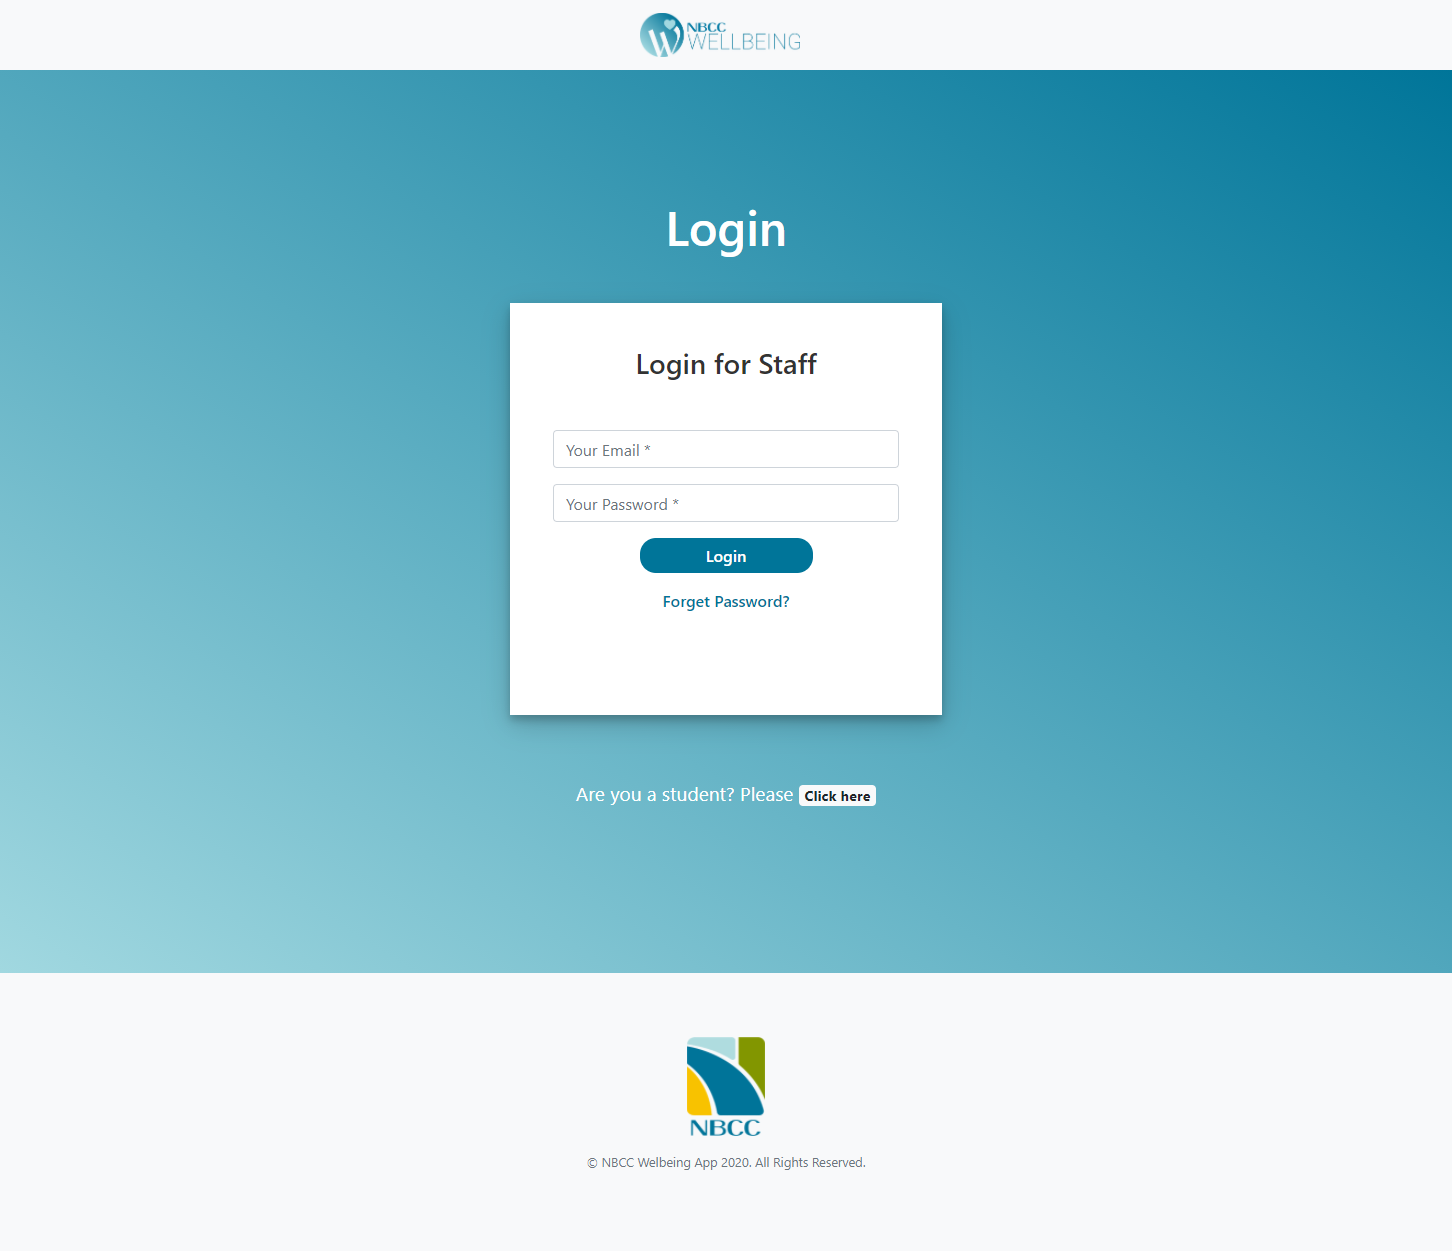 NBCC
WELLBEING
Login
Login for Staff
Your Email *
Your Password *
Login
Forget Password?
Are you a student? Please Click here
NBCC
© NBCC Welbeing App 2020. All Rights Reserved.